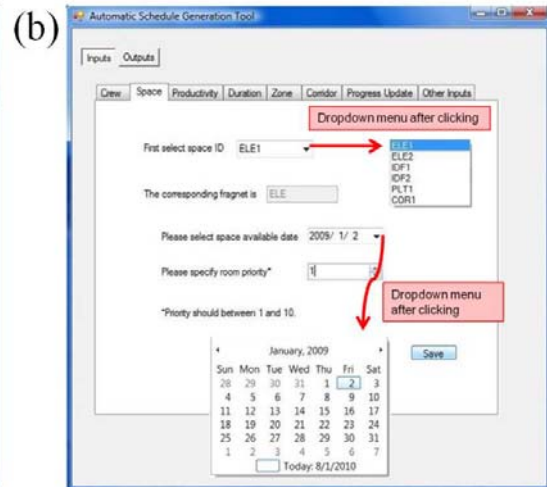 (b)
Automatic Schedule Generation Tool
Inputs Outputs
Crew Space Productivity Duration Zone Corridor Progress Update Other Inputs
Dropdown menu after clicking
First select space ID ELE1
ELE1
ELE2
IDF1
IDF2
PLT1
COR1
The corresponding fragnet is ELE
Please select space available date 2009/ 1/ 2
Please specify room priority* 1
Dropdown menu
after clicking
*Priority should between 1 and 10.
January, 2009
Save
Sun Mon Tue Wed Thu Fri Sat
28 29 30 31 1 2 3
4 5 6 7 8 9 10
11 12 13 14 15 16 17
18 19 20 21 22 23 24
25 26 27 28 29 30 31
1 2 3 4 5 6 7
Today: 8/1/2010